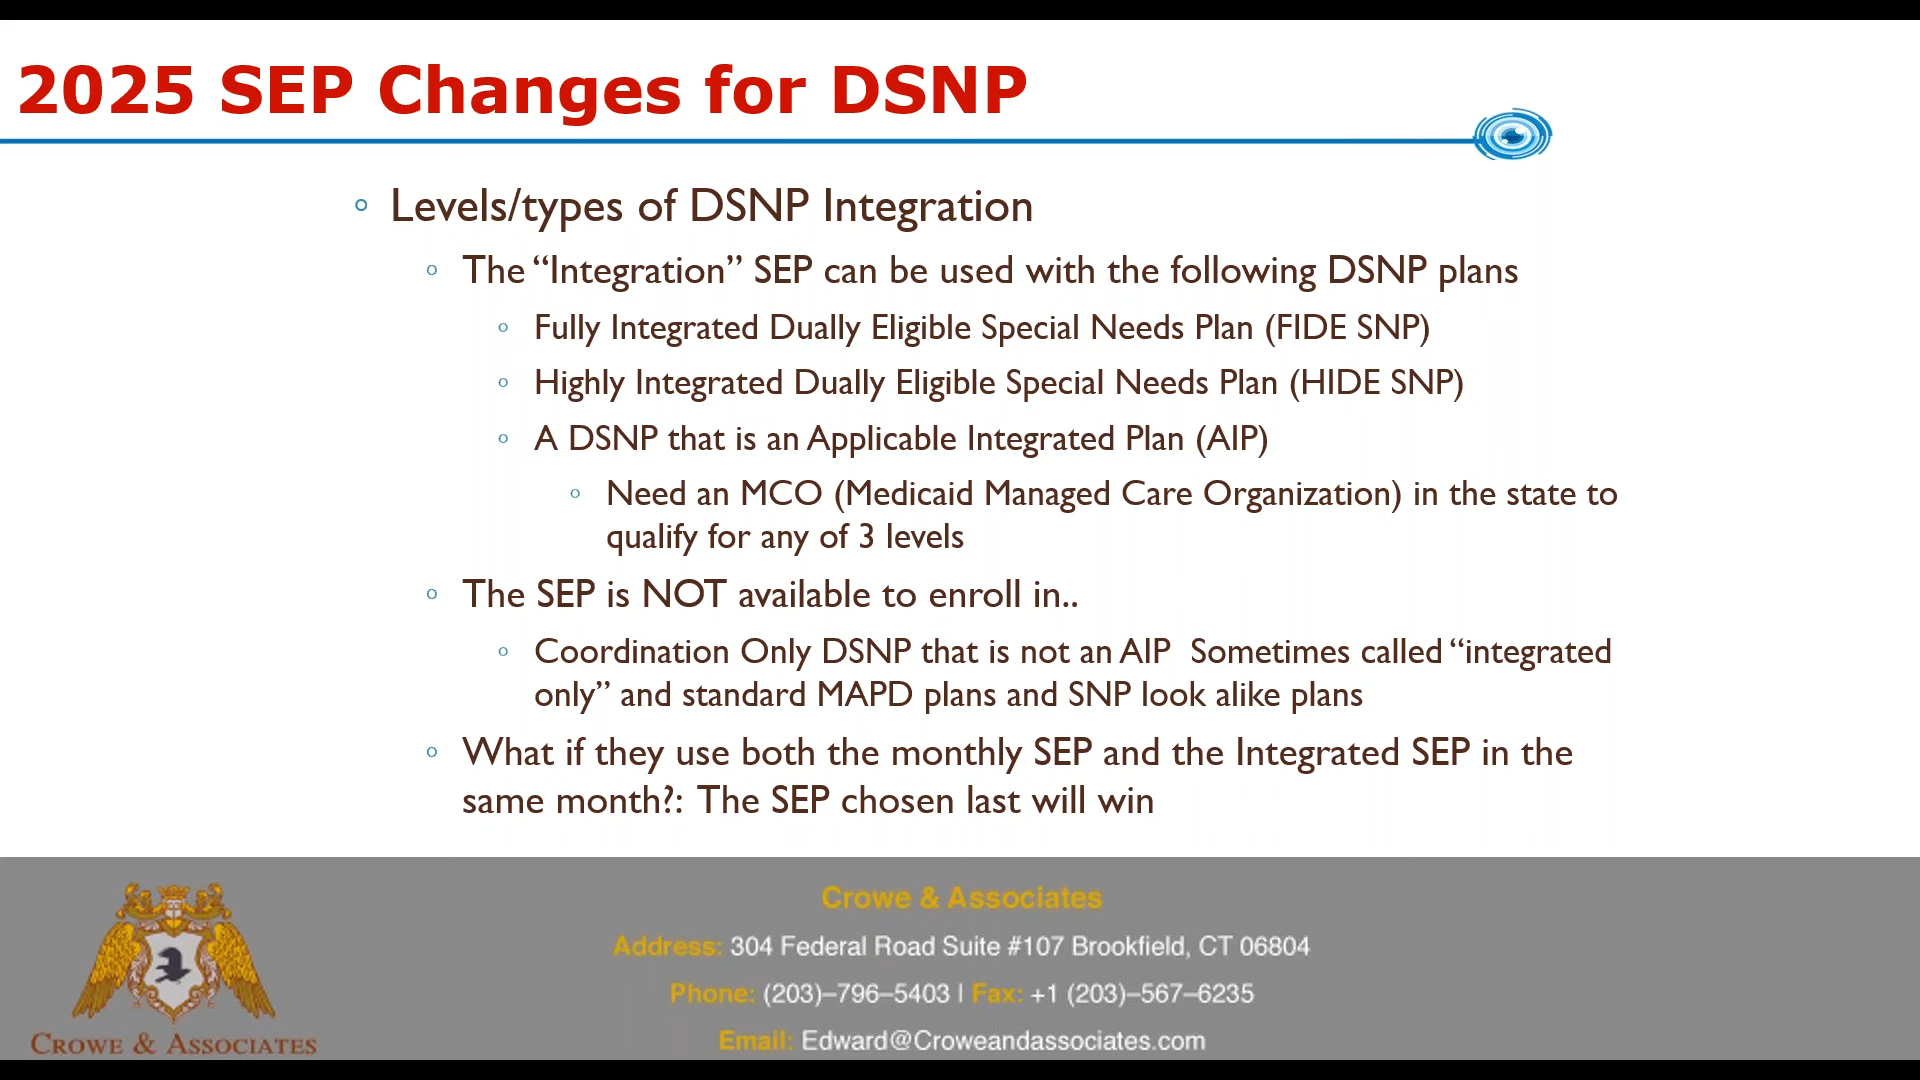 2025 SEP Changes for DSNP
Levels/types of DSNP Integration
The “Integration” SEP can be used with the following DSNP plans
Fully Integrated Dually Eligible Special Needs Plan (FIDE SNP)
Highly Integrated Dually Eligible Special Needs Plan (HIDE SNP)
A DSNP that is an Applicable Integrated Plan (AIP)
Need an MCO (Medicaid Managed Care Organization) in the state to
qualify for any of 3 levels
The SEP is NOT available to enroll in..
Coordination Only DSNP that is not an AIP  Sometimes called “integrated
only” and standard MAPD plans and SNP look alike plans
What if they use both the monthly SEP and the Integrated SEP in the
same month?:  The SEP chosen last will win
Crowe & Associates
Address: 304 Federal Road Suite #107 Brookfield, CT 06804
Phone: (203)–796–5403 | Fax: +1 (203)–567–6235
Email: Edward@Croweandassociates.com
CROWE & ASSOCIATES